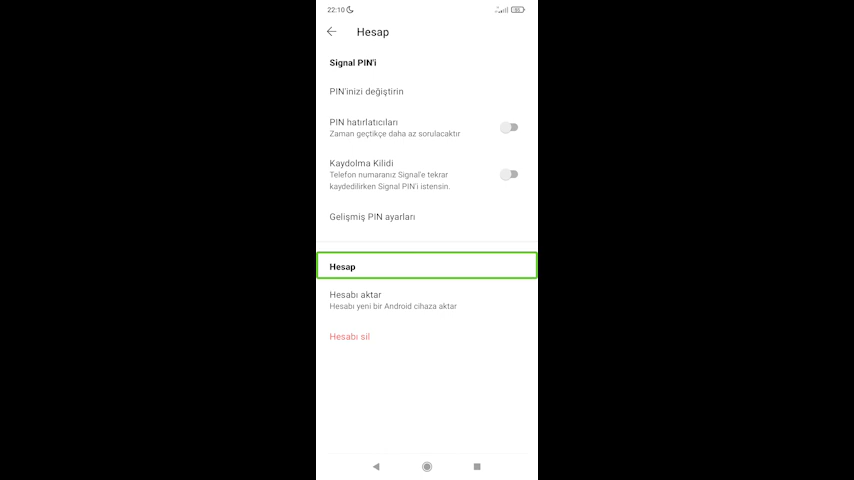 22:10
Hesap
Signal PIN'i
PIN'inizi değiştirin
PIN hatırlatıcıları
Zaman geçtikçe daha az sorulacaktır
Kaydolma Kilidi
Telefon numaranız Signal'e tekrar
kaydedilirken Signal PIN'i istensin.
Gelişmiş PIN ayarları
Hesap
Hesabı aktar
Hesabı yeni bir Android cihaza aktar
Hesabı sil